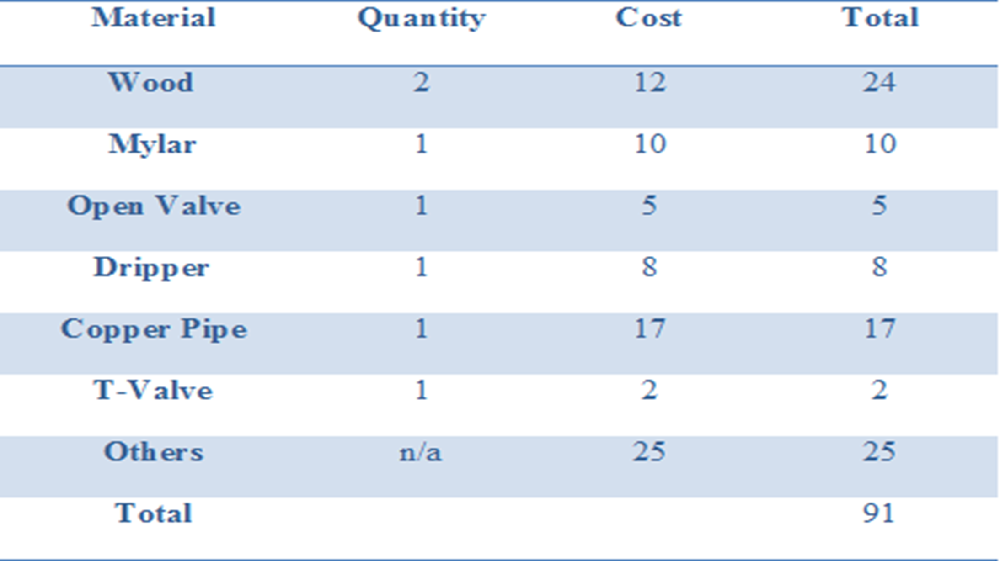 Material Quantity Cost Total
Wood 2 12 24
Mylar 1 10 10
Open Valve 1 5 5
Dripper 1 8 8
Copper Pipe 1 17 17
T-Valve 1 2 2
Others n/a 25 25
Total 91